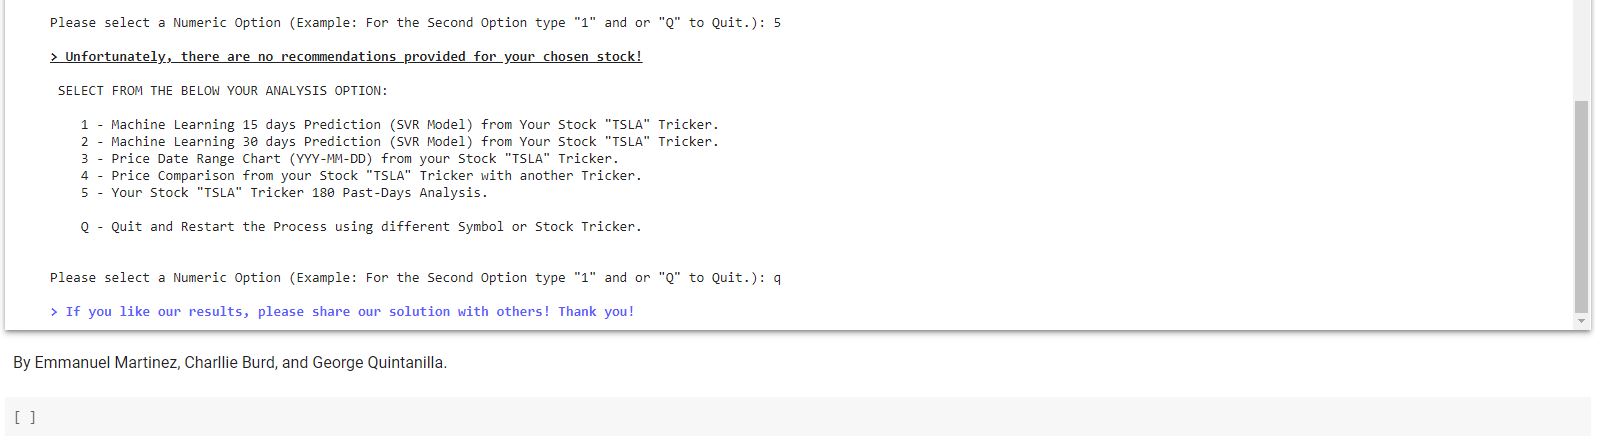 Please select a Numeric Option (Example: For the Second Option type "1" and or "Q" to Quit.): 5
> Unfortunately, there are no recommendations provided for your chosen stock!
SELECT FROM THE BELOW YOUR ANALYSIS OPTION:
1 - Machine Learning 15 days Prediction (SVR Model) from Your Stock "TSLA" Tricker.
2 - Machine Learning 30 days Prediction (SVR Model) from Your Stock "TSLA" Tricker.
3 - Price Date Range Chart (YYY-MM-DD) from your Stock "TSLA" Tricker.
4 - Price Comparison from your Stock "TSLA" Tricker with another Tricker.
5 - Your Stock "TSLA" Tricker 180 Past-Days Analysis.
Q - Quit and Restart the Process using different Symbol or Stock Tricker.
Please select a Numeric Option (Example: For the Second Option type "1" and or "Q" to Quit.): q
> If you like our results, please share our solution with others! Thank you!
By Emmanuel Martinez, Charllie Burd, and George Quintanilla.
[ ]